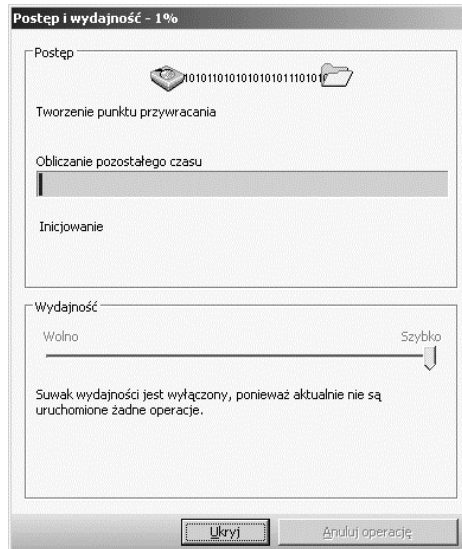 Postęp i wydajność - 1%
Postęp
10101101010101010111010101
Tworzenie punktu przywracania
Obliczanie pozostałego czasu
Inicjowanie
Wydajność
Wolno
Szybko
Suwak wydajności jest wyłączony, ponieważ aktualnie nie są
uruchomione żadne operacje.
Ukryj
Anuluj operację